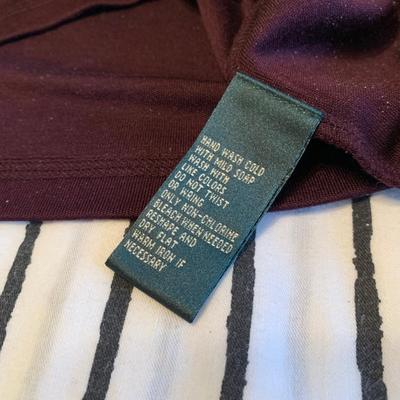 HAND WASH COLD
WITH MILD SOAP
WASH WITH
LIKE COLORS
DO NOT TWIST
OR WRING
ONLY NON-CHLORINE
BLEACH WHEN NEEDED
RESHAPE AND
DRY FLAT
WARM IRON IF
NECESSARY